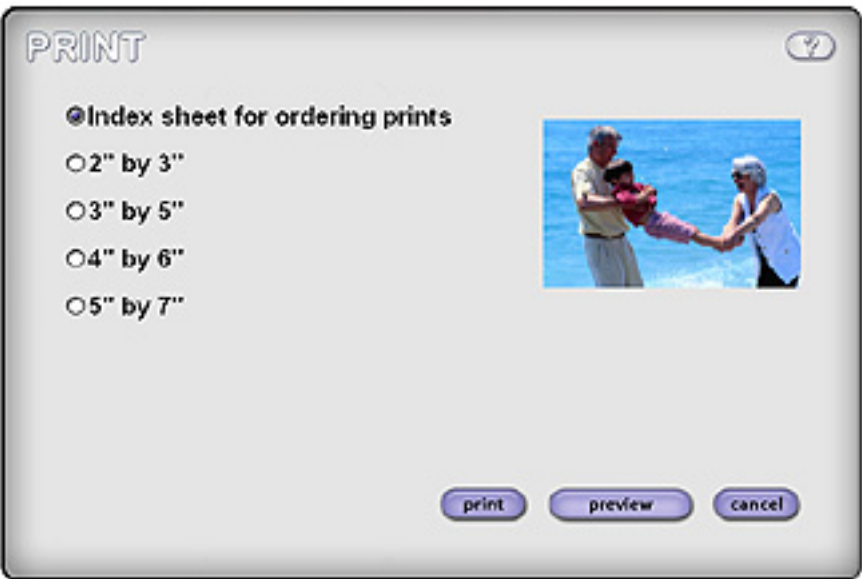 PRINT
?
Index sheet for ordering prints
2" by 3"
3" by 5"
4" by 6"
5" by 7"
print preview cancel